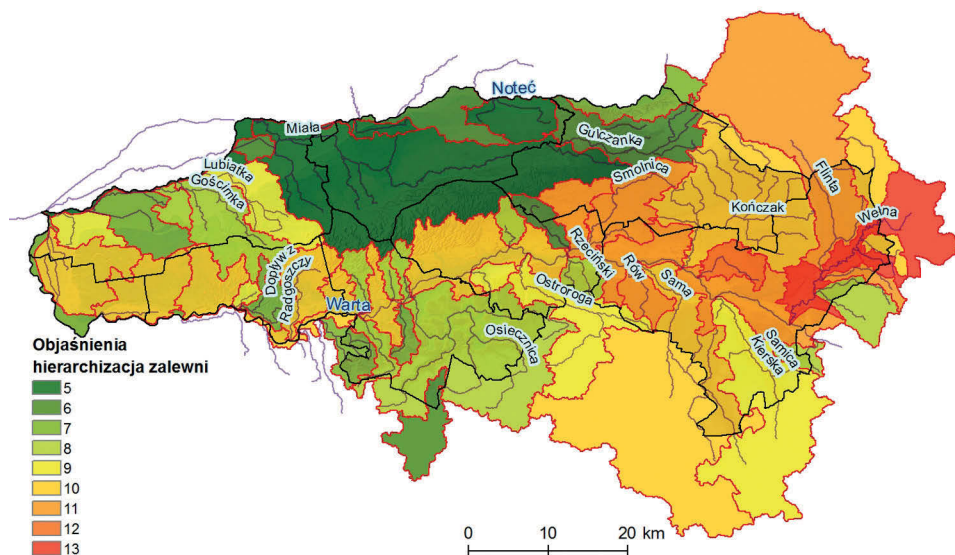 Noteć
Miała
Gulczanka
Lubiatka
Gościmka
Smolnica
Flinta
Kończak
Wełna
Dopływ z
Radgoszczy
Rzeciński
Rów
Sama
Warta
Ostroroga
Osiecznica
Samica
Kierska
Objaśnienia
hierarchizacja zalewni
5
6
7
8
9
10
11
12
13
0 10 20 km